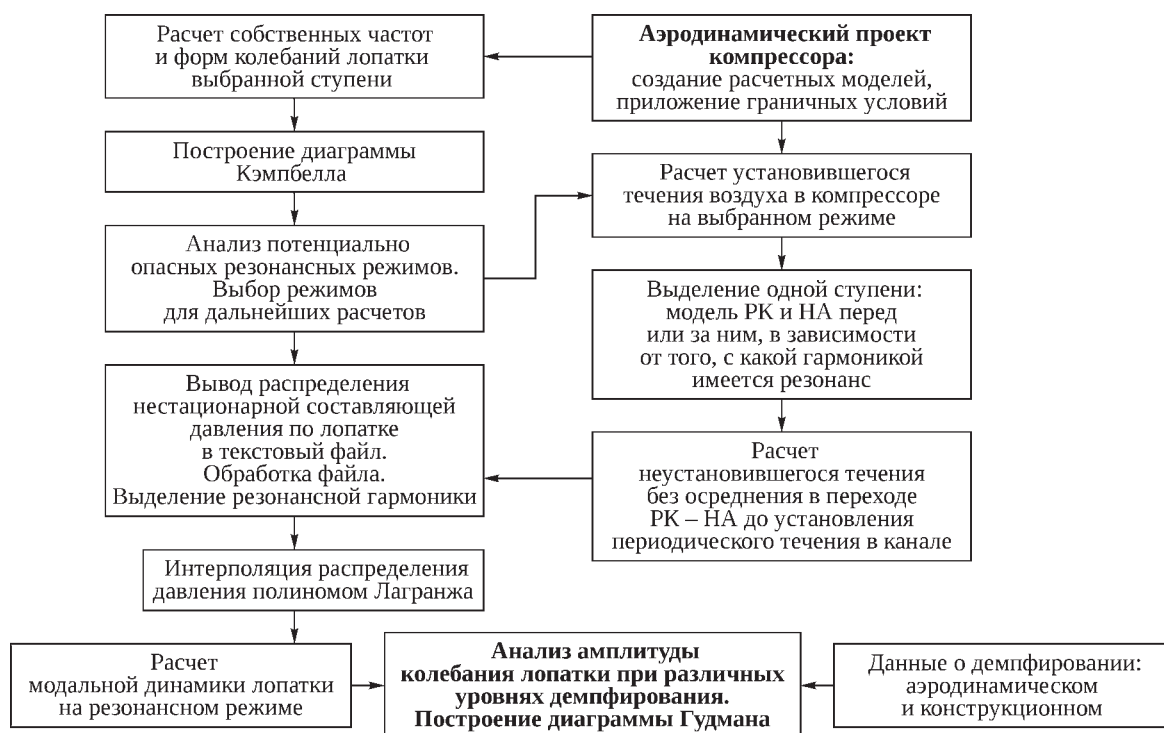 Расчет собственных частот
и форм колебаний лопатки
выбранной ступени
Аэродинамический проект
компрессора:
создание расчетных моделей,
приложение граничных условий
Построение диаграммы
Кэмпбелла
Расчет установившегося
течения воздуха в компрессоре
на выбранном режиме
Анализ потенциально
опасных резонансных режимов.
Выбор режимов
для дальнейших расчетов
Выделение одной ступени:
модель РК и НА перед
или за ним, в зависимости
от того, с какой гармоникой
имеется резонанс
Вывод распределения
нестационарной составляющей
давления по лопатке
в текстовый файл.
Обработка файла.
Выделение резонансной гармоники
Расчет
неустановившегося течения
без осреднения в переходе
РК – НА до установления
периодического течения в канале
Интерполяция распределения
давления полиномом Лагранжа
Расчет
модальной динамики лопатки
на резонансном режиме
Анализ амплитуды
колебания лопатки при различных
уровнях демпфирования.
Построение диаграммы Гудмана
Данные о демпфировании:
аэродинамическом
и конструкционном